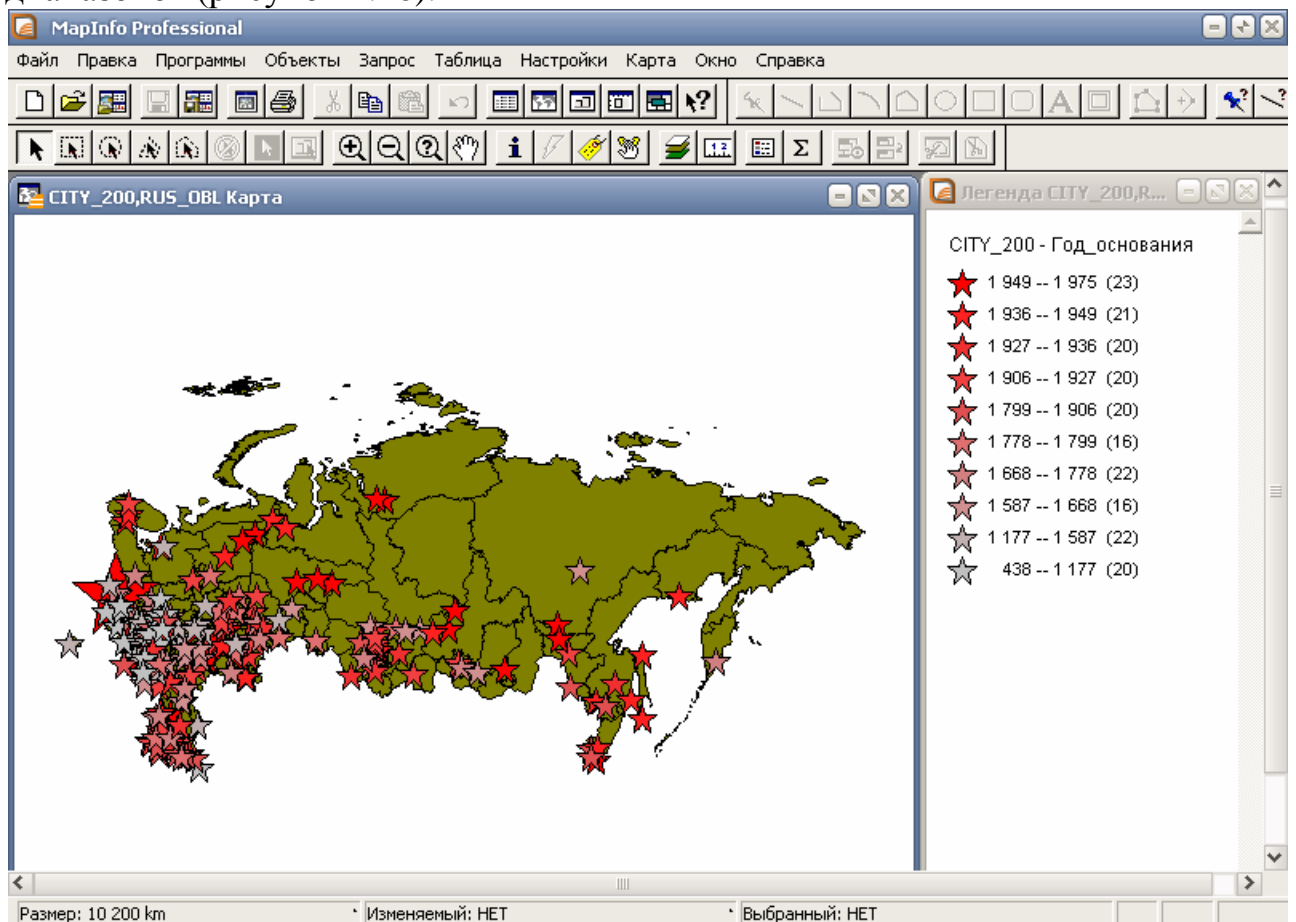 MapInfo Professional
Файл Правка Программы Объекты Запрос Таблица Настройки Карта Окно Справка
CITY_200,RUS_OBL Карта
Легенда CITY_200,R...
CITY_200 - Год_основания
1 949 -- 1 975 (23)
1 936 -- 1 949 (21)
1 927 -- 1 936 (20)
1 906 -- 1 927 (20)
1 799 -- 1 906 (20)
1 778 -- 1 799 (16)
1 668 -- 1 778 (22)
1 587 -- 1 668 (16)
1 177 -- 1 587 (22)
438 -- 1 177 (20)
Размер: 10 200 km Изменяемый: НЕТ Выбранный: НЕТ